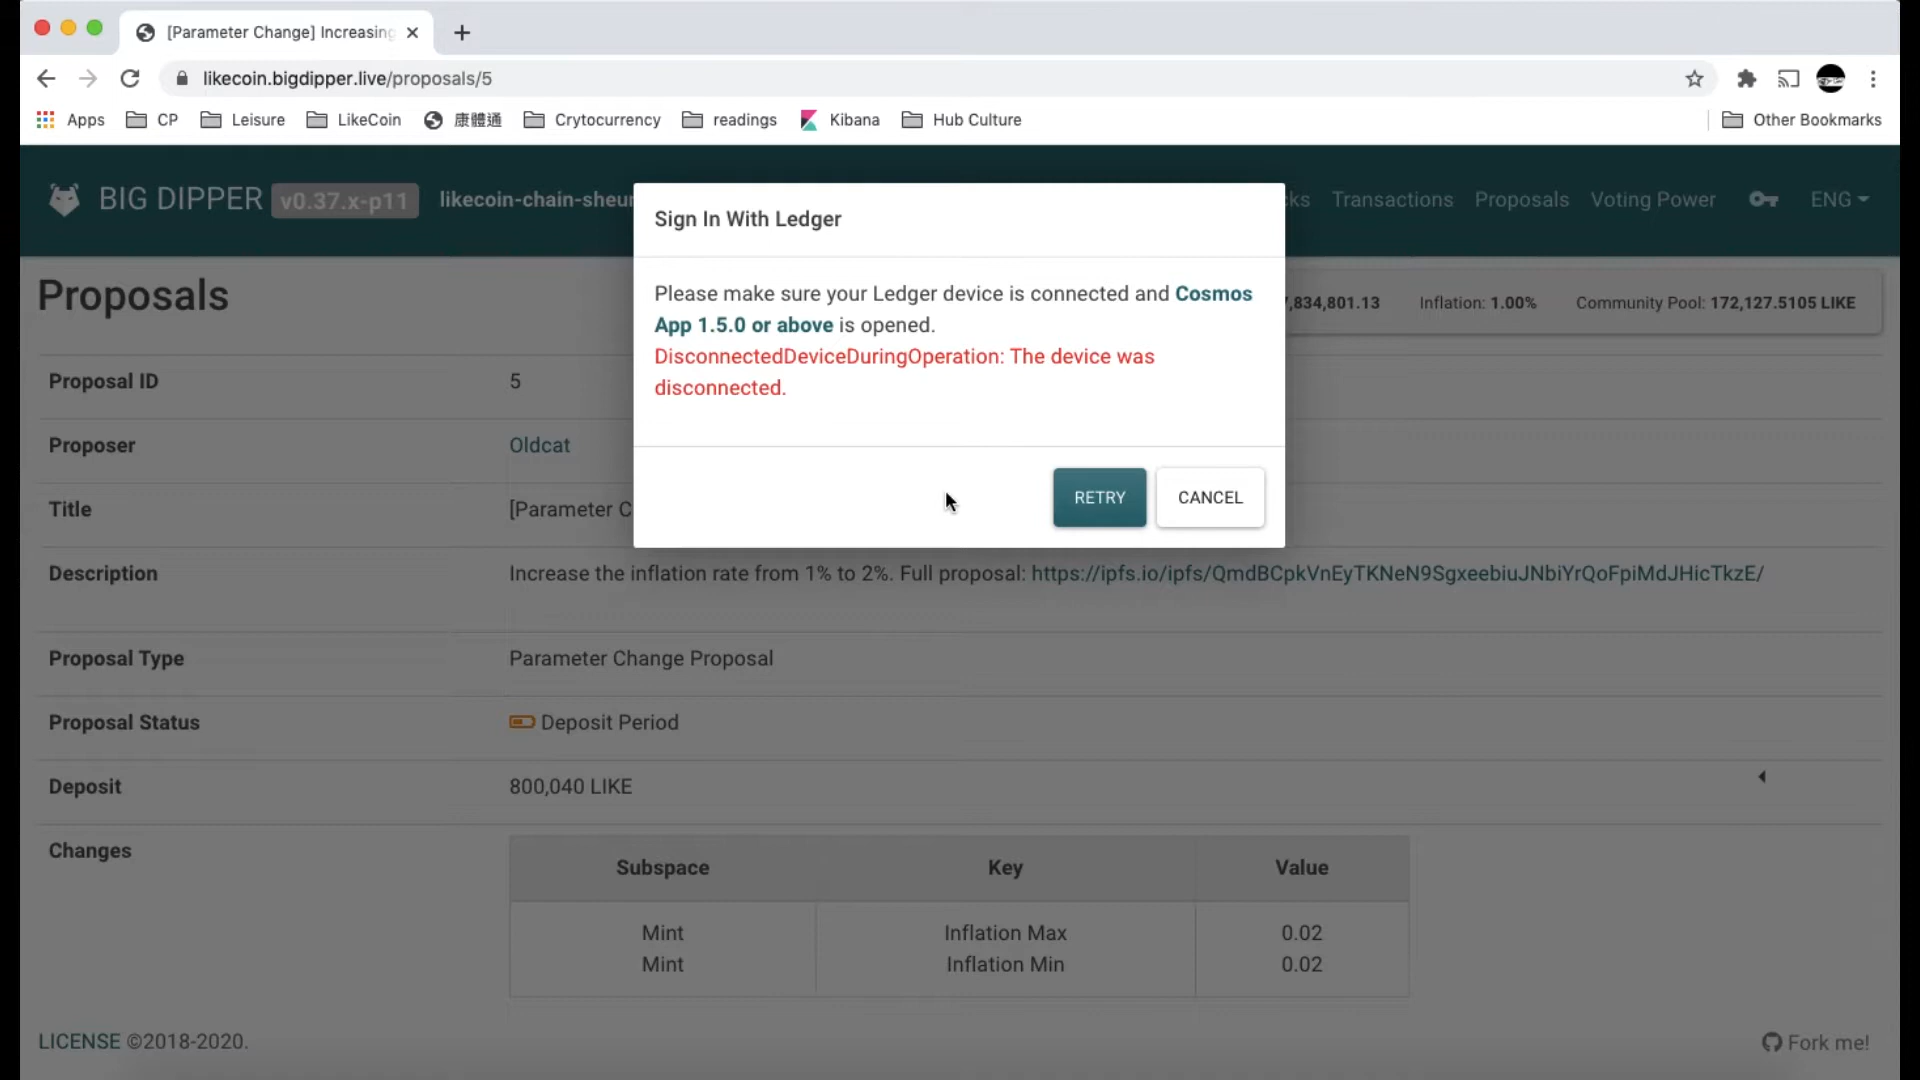 [Parameter Change] Increasing
likecoin.bigdipper.live/proposals/5
Apps CP Leisure LikeCoin 康體通 Crytocurrency readings Kibana Hub Culture Other Bookmarks
BIG DIPPER v0.37.x-p11 likecoin-chain-sheu Transactions Proposals Voting Power ENG
Sign In With Ledger
Please make sure your Ledger device is connected and Cosmos
App 1.5.0 or above is opened.
DisconnectedDeviceDuringOperation: The device was
disconnected.
RETRY CANCEL
Proposals
,834,801.13 Inflation: 1.00% Community Pool: 172,127.5105 LIKE
Proposal ID 5
Proposer Oldcat
Title [Parameter C
Description Increase the inflation rate from 1% to 2%. Full proposal: https://ipfs.io/ipfs/QmdBCpkVnEyTKNeN9SgxeebiuJNbiYrQoFpiMdJHicTkzE/
Proposal Type Parameter Change Proposal
Proposal Status Deposit Period
Deposit 800,040 LIKE
Changes
Subspace Key Value
Mint Inflation Max 0.02
Mint Inflation Min 0.02
LICENSE ©2018-2020. Fork me!